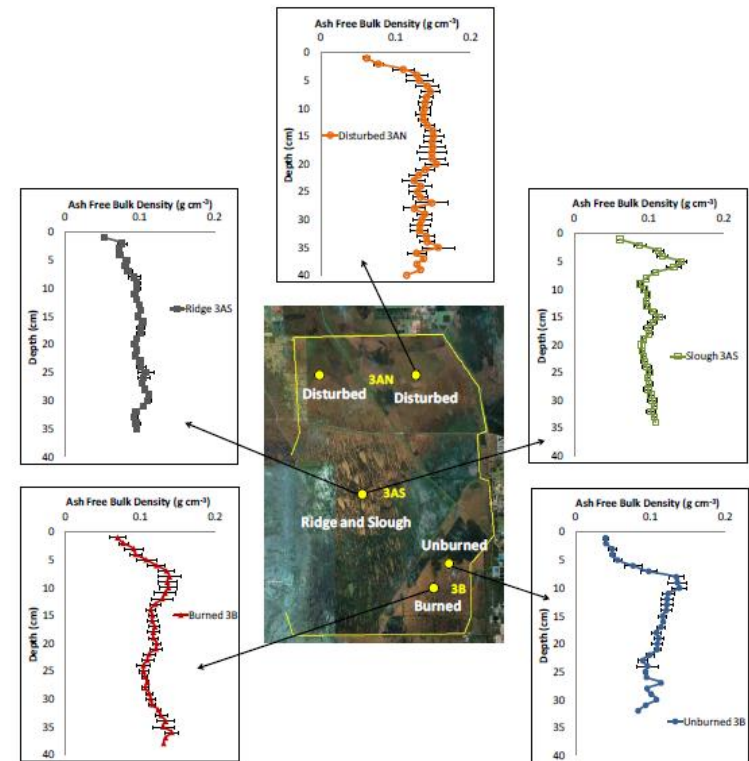 Ash Free Bulk Density (g cm⁻³)
0 0.1 0.2
0
5
10
15
20
25
30
35
40
Depth (cm)
Disturbed 3AN
Ash Free Bulk Density (g cm⁻³)
0 0.1 0.2
0
5
10
15
20
25
30
35
40
Depth (cm)
Ridge 3AS
Ash Free Bulk Density (g cm⁻³)
0 0.1 0.2
0
5
10
15
20
25
30
35
40
Depth (cm)
Slough 3AS
3AN
Disturbed Disturbed
3AS
Ridge and Slough
Unburned
3B
Burned
Ash Free Bulk Density (g cm⁻³)
0 0.1 0.2
0
5
10
15
20
25
30
35
40
Depth (cm)
Burned 3B
Ash Free Bulk Density (g cm⁻³)
0 0.1 0.2
0
5
10
15
20
25
30
35
40
Depth (cm)
Unburned 3B